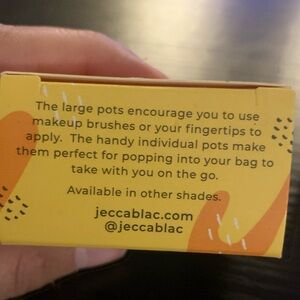 The large pots encourage you to use
makeup brushes or your fingertips to
apply. The handy individual pots make
them perfect for popping into your bag to
take with you on the go.
Available in other shades.
jeccablac.com
@jeccablac